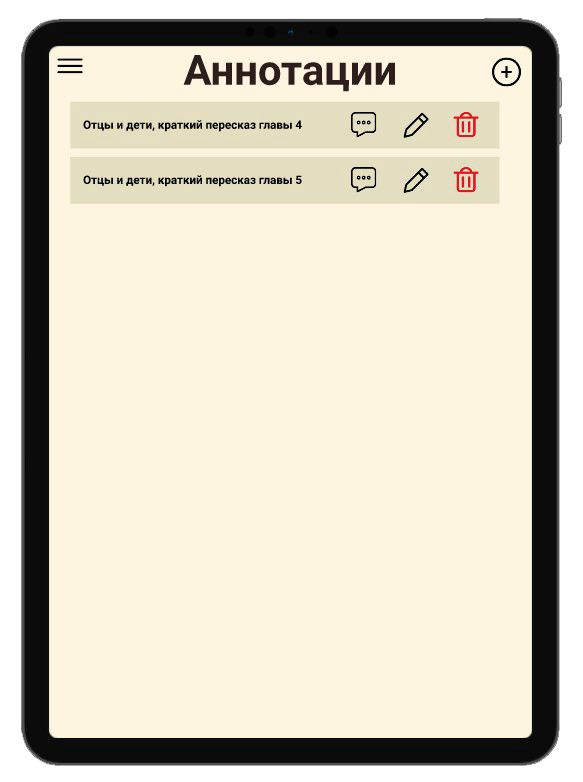 Аннотации
Отцы и дети, краткий пересказ главы 4
Отцы и дети, краткий пересказ главы 5